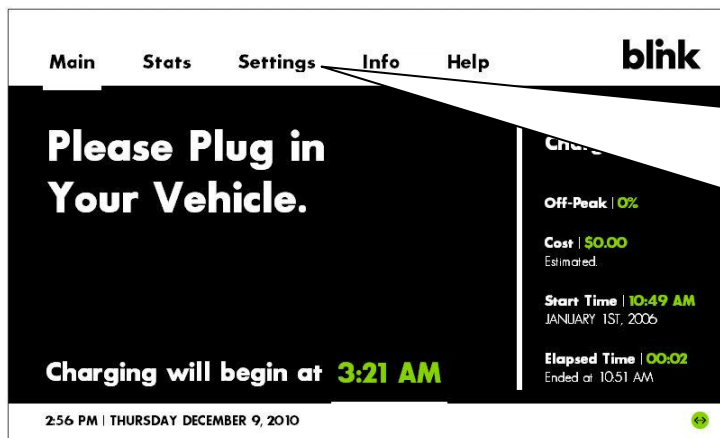 Main Stats Settings Info Help
blink
Please Plug in
Your Vehicle.
Off-Peak | 0%
Cost | $0.00
Estimated.
Start Time | 10:49 AM
JANUARY 1ST, 2006
Elapsed Time | 00:02
Ended at 10:51 AM
Charging will begin at 3:21 AM
2:56 PM | THURSDAY DECEMBER 9, 2010